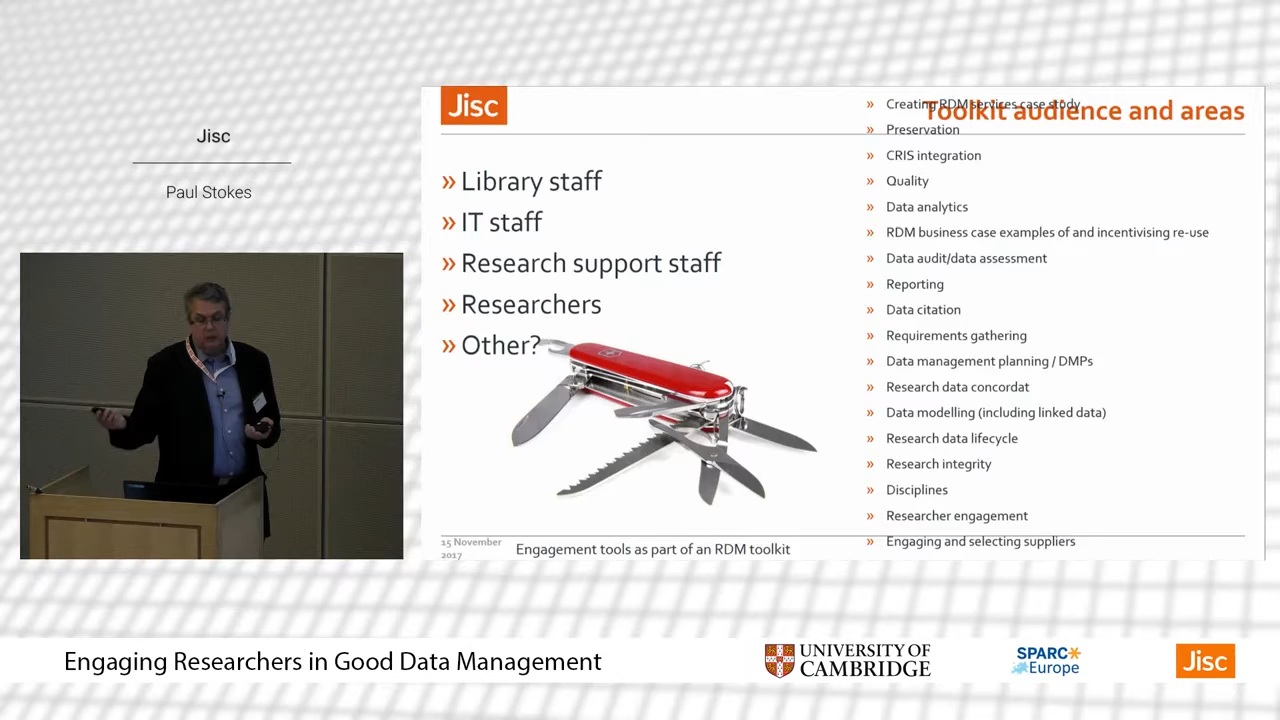 Jisc
Paul Stokes
Jisc
Toolkit audience and areas
» Library staff
» IT staff
» Research support staff
» Researchers
» Other?
» Creating RDM services case study
» Preservation
» CRIS integration
» Quality
» Data analytics
» RDM business case examples of and incentivising re-use
» Data audit/data assessment
» Reporting
» Data citation
» Requirements gathering
» Data management planning / DMPs
» Research data concordat
» Data modelling (including linked data)
» Research data lifecycle
» Research integrity
» Disciplines
» Researcher engagement
» Engaging and selecting suppliers
15 November
2017
Engagement tools as part of an RDM toolkit
Engaging Researchers in Good Data Management
UNIVERSITY OF
CAMBRIDGE
SPARC
Europe
Jisc